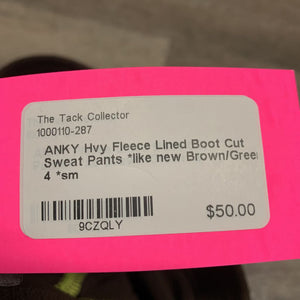 The Tack Collector
1000110-287
ANKY Hvy Fleece Lined Boot Cut
Sweat Pants *like new Brown/Gree
4 *sm
$50.00
9CZQLY